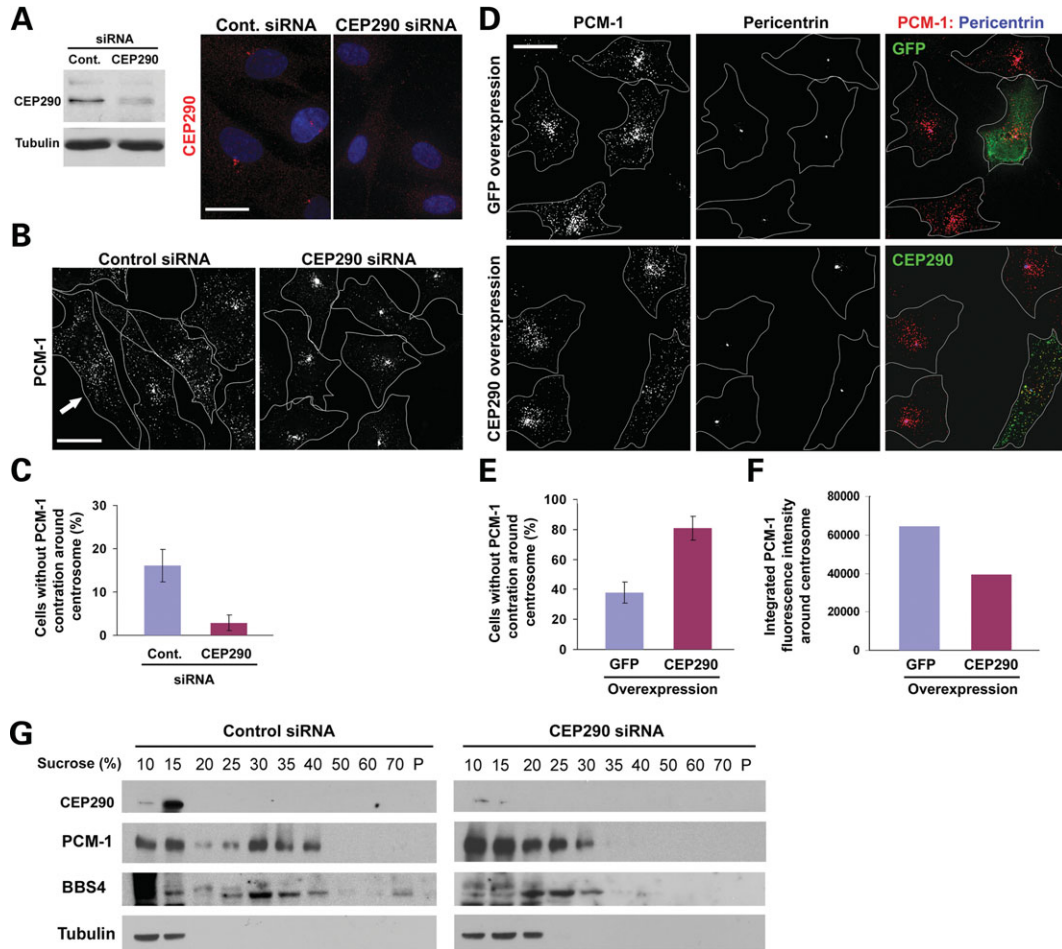 A
siRNA
Cont. CEP290
CEP290
Tubulin
Cont. siRNA
CEP290 siRNA
CEP290
B
Control siRNA
CEP290 siRNA
PCM-1
C
Cells without PCM-1
contration around
centrosome (%)
30
20
10
0
Cont. CEP290
siRNA
D
PCM-1
Pericentrin
PCM-1: Pericentrin
GFP overexpression
GFP
CEP290 overexpression
CEP290
E
Cells without PCM-1
contration around
centrosome (%)
100
80
60
40
20
0
GFP CEP290
Overexpression
F
Integrated PCM-1
fluorescence intensity
around centrosome
80000
60000
40000
20000
0
GFP CEP290
Overexpression
G
Control siRNA
CEP290 siRNA
Sucrose (%) 10 15 20 25 30 35 40 50 60 70 P
10 15 20 25 30 35 40 50 60 70 P
CEP290
PCM-1
BBS4
Tubulin